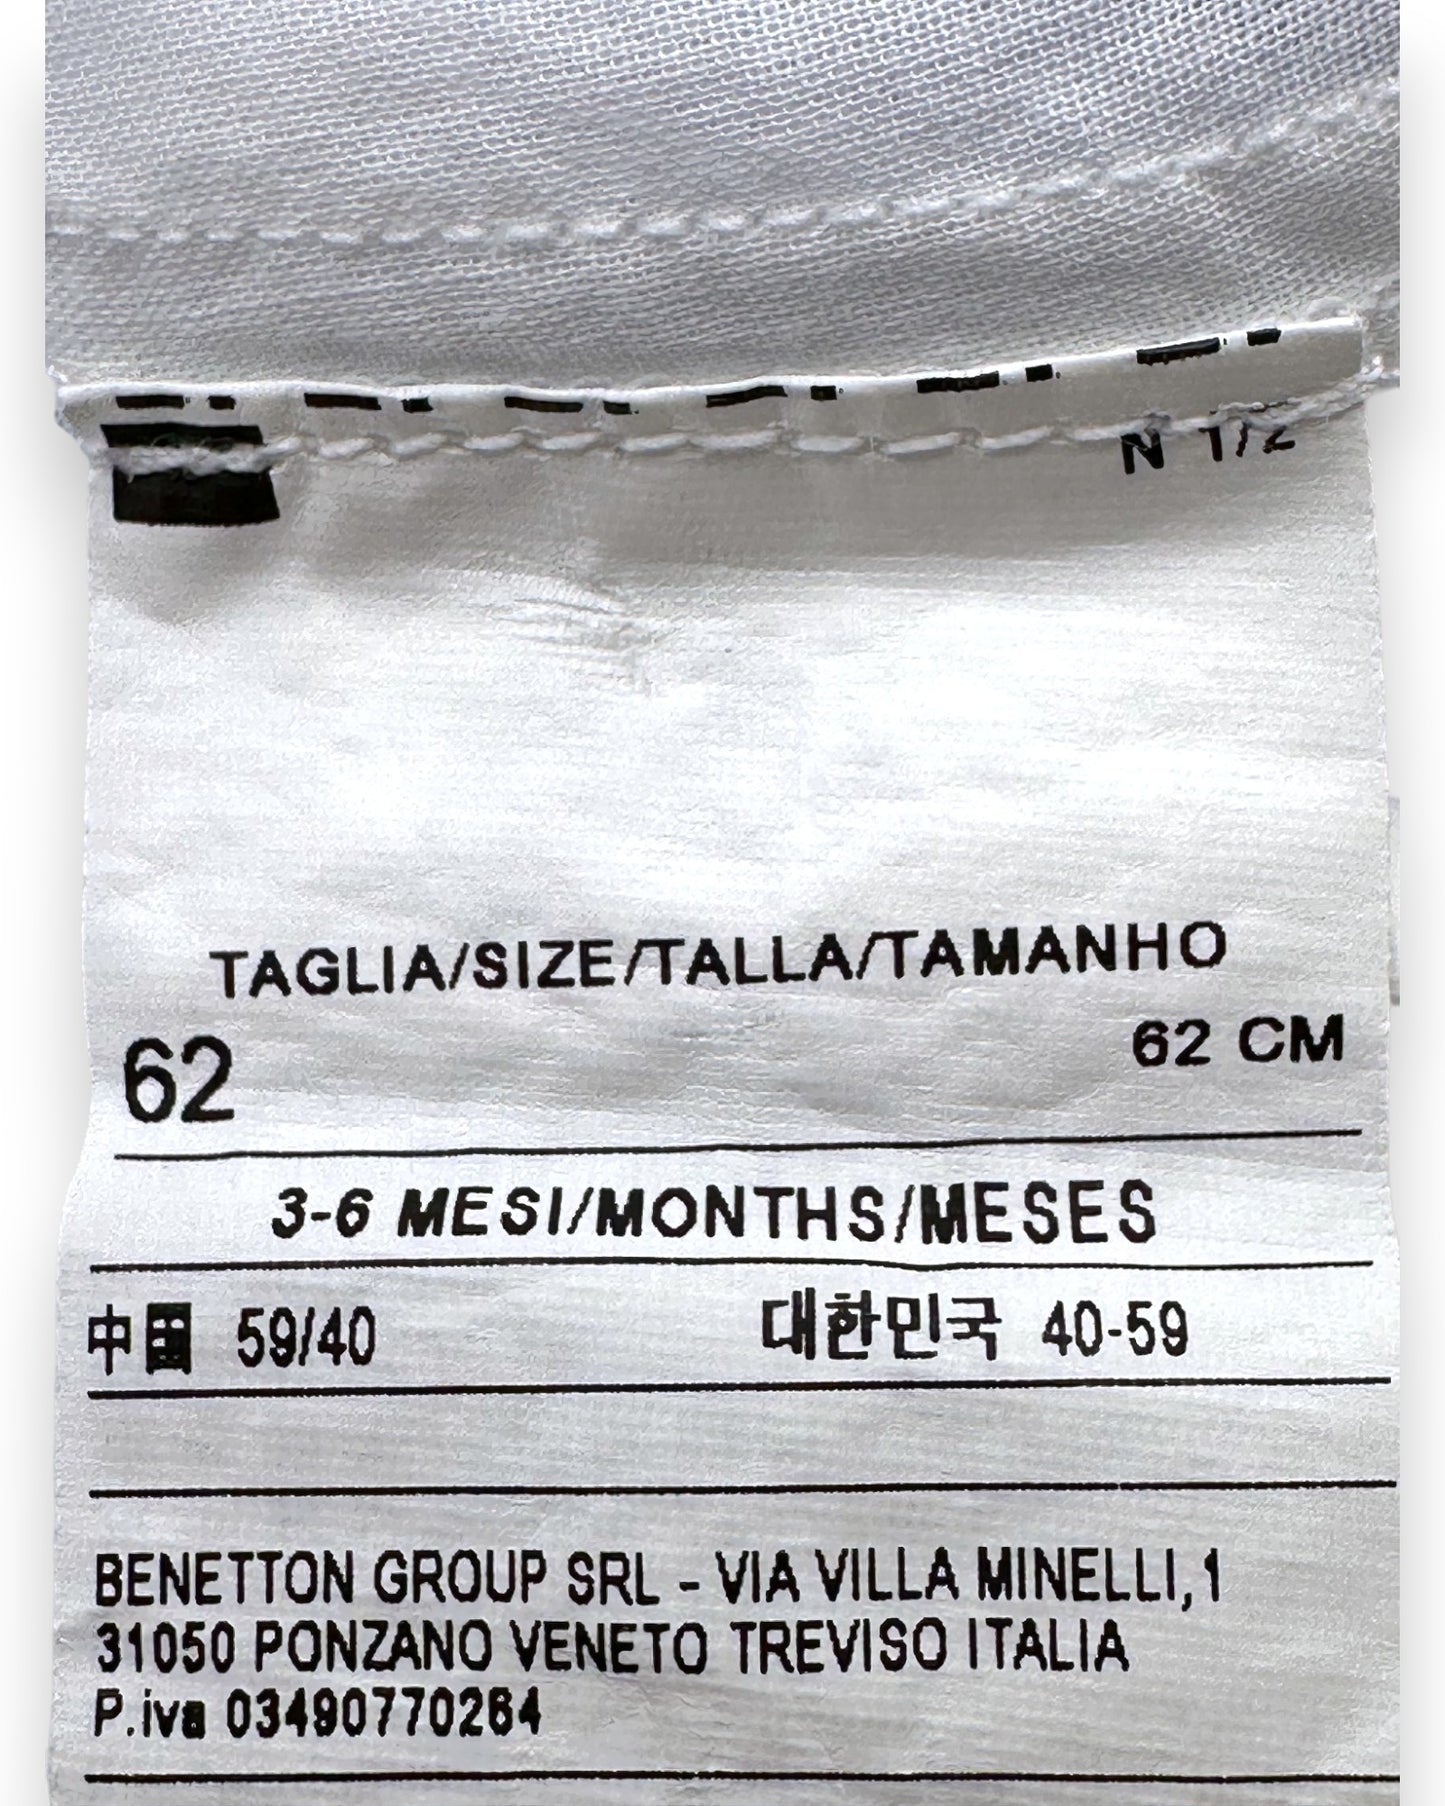 N 1/2
TAGLIA/SIZE/TALLA/TAMANHO
62 62 CM
3-6 MESI/MONTHS/MESES
中国 59/40 대한민국 40-59
BENETTON GROUP SRL - VIA VILLA MINELLI,1
31050 PONZANO VENETO TREVISO ITALIA
P.iva 03490770264